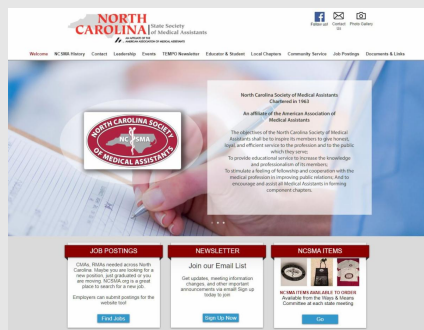 NORTH
CAROLINA
State Society
of Medical Assistants
AN AFFILIATE OF THE
AMERICAN ASSOCIATION OF MEDICAL ASSISTANTS
Follow us!!
Contact Us
Photo Gallery
Welcome NCSMA History Contact Leadership Events TEMPO Newsletter Educator & Student Local Chapters Community Service Job Postings Documents & Links
NORTH CAROLINA SOCIETY
NC SMA
OF MEDICAL ASSISTANTS
North Carolina Society of Medical Assistants
Chartered in 1963
An affiliate of the American Association of
Medical Assistants
The objectives of the North Carolina Society of Medical
Assistants shall be to inspire its members to give honest,
loyal, and efficient service to the profession and to the public
which they serve;
To provide educational service to increase the knowledge
and professionalism of its members;
To stimulate a feeling of fellowship and cooperation with the
medical profession in improving public relations; And to
encourage and assist all Medical Assistants in forming
component chapters.
JOB POSTINGS
CMAs, RMAs needed across North
Carolina. Maybe you are looking for a
new position, just graduated or you
are moving. NCSMA.org is a great
place to search for a new job.
Employers can submit postings for the
website too!
Find Jobs
NEWSLETTER
Join our Email List
Get updates, meeting information
changes, and other important
announcements via email! Sign up
today to join
Sign Up Now
NCSMA ITEMS
NCSMA ITEMS AVAILABLE TO ORDER
Available from the Ways & Means
Committee at each state meeting
Go